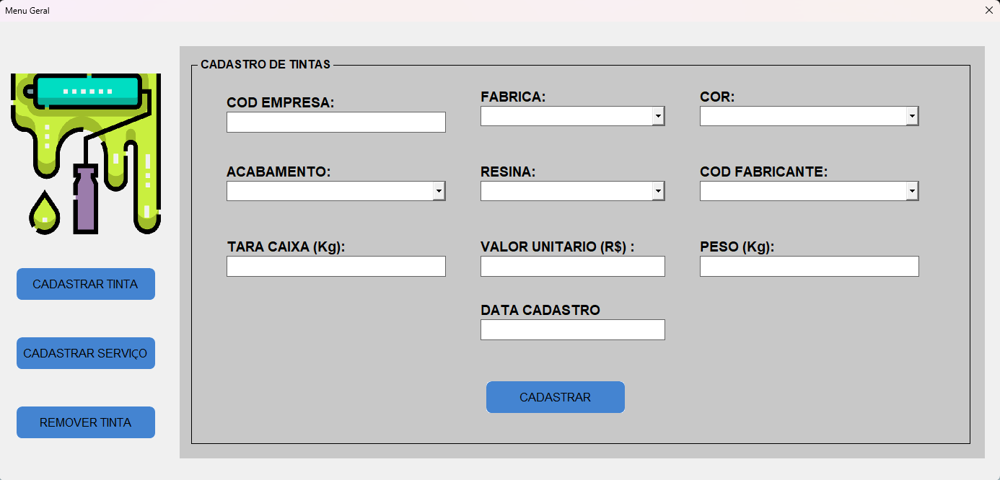 Menu Geral
CADASTRO DE TINTAS
COD EMPRESA:
FABRICA:
COR:
ACABAMENTO:
RESINA:
COD FABRICANTE:
TARA CAIXA (Kg):
VALOR UNITARIO (R$) :
PESO (Kg):
DATA CADASTRO
CADASTRAR
CADASTRAR TINTA
CADASTRAR SERVIÇO
REMOVER TINTA